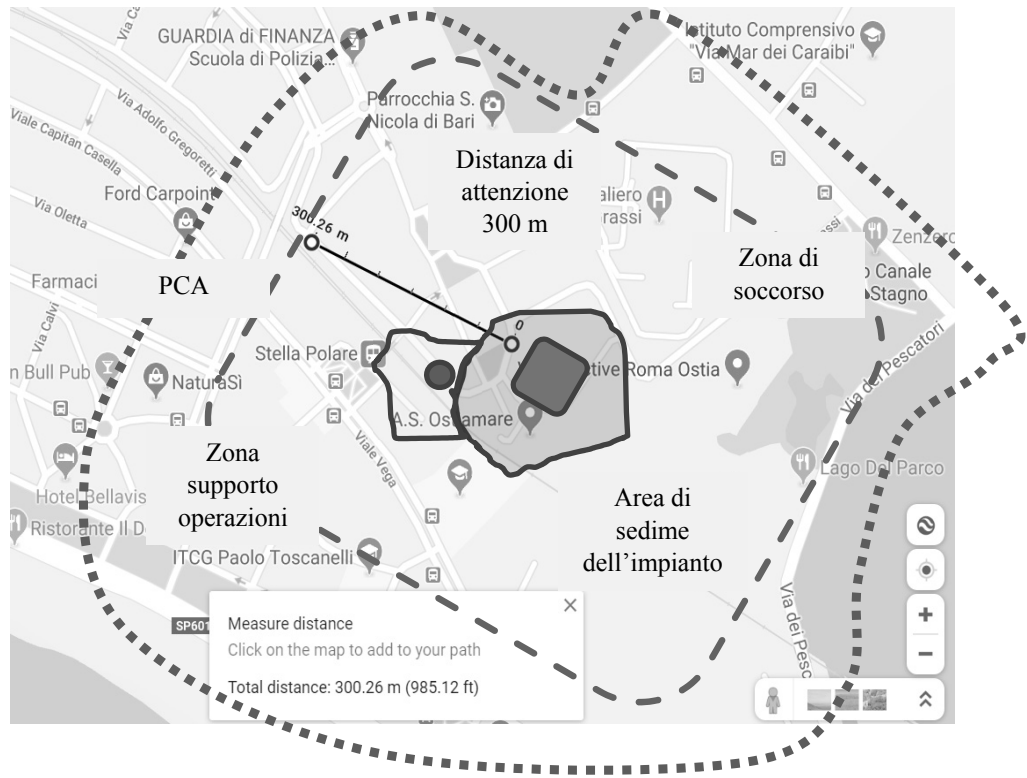 GUARDIA di FINANZA
Scuola di Polizia...
Istituto Comprensivo
"Via Mar dei Caraibi"
Via Adolfo Gregoretti
Viale Capitan Casella
Parrocchia S.
Nicola di Bari
Distanza di
attenzione
300 m
Ford Carpoint
Via Oletta
300.26 m
Zenzero
Zona di
soccorso
Canale
Stagno
PCA
Farmaci
Via Calvi
0
Stella Polare
n Bull Pub
NaturaSì
Via dei Pescatori
ctive Roma Ostia
A.S. Ostiamare
Viale Vega
Zona
supporto
operazioni
Lago Del Parco
Hotel Bellavis
Ristorante Il D
Area di
sedime
dell’impianto
ITCG Paolo Toscanelli
Via dei Pesc
SP601
Measure distance
Click on the map to add to your path
Total distance: 300.26 m (985.12 ft)